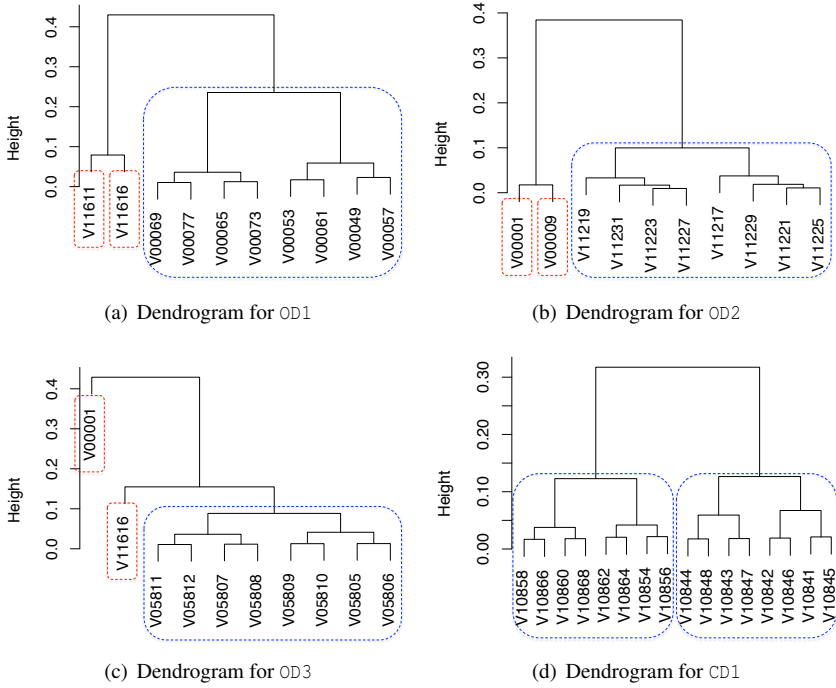 Height
0.0 0.1 0.2 0.3 0.4
V11611 V11616 V00069 V00077 V00065 V00073 V00053 V00061 V00049 V00057
(a) Dendrogram for OD1
Height
0.0 0.1 0.2 0.3 0.4
V00001 V00009 V11219 V11231 V11223 V11227 V11217 V11229 V11221 V11225
(b) Dendrogram for OD2
Height
0.0 0.1 0.2 0.3 0.4
V00001 V11616 V05811 V05812 V05807 V05808 V05809 V05810 V05805 V05806
(c) Dendrogram for OD3
Height
0.00 0.10 0.20 0.30
V10858 V10866 V10860 V10868 V10862 V10864 V10854 V10856 V10844 V10848 V10843 V10847 V10842 V10846 V10841 V10845
(d) Dendrogram for CD1